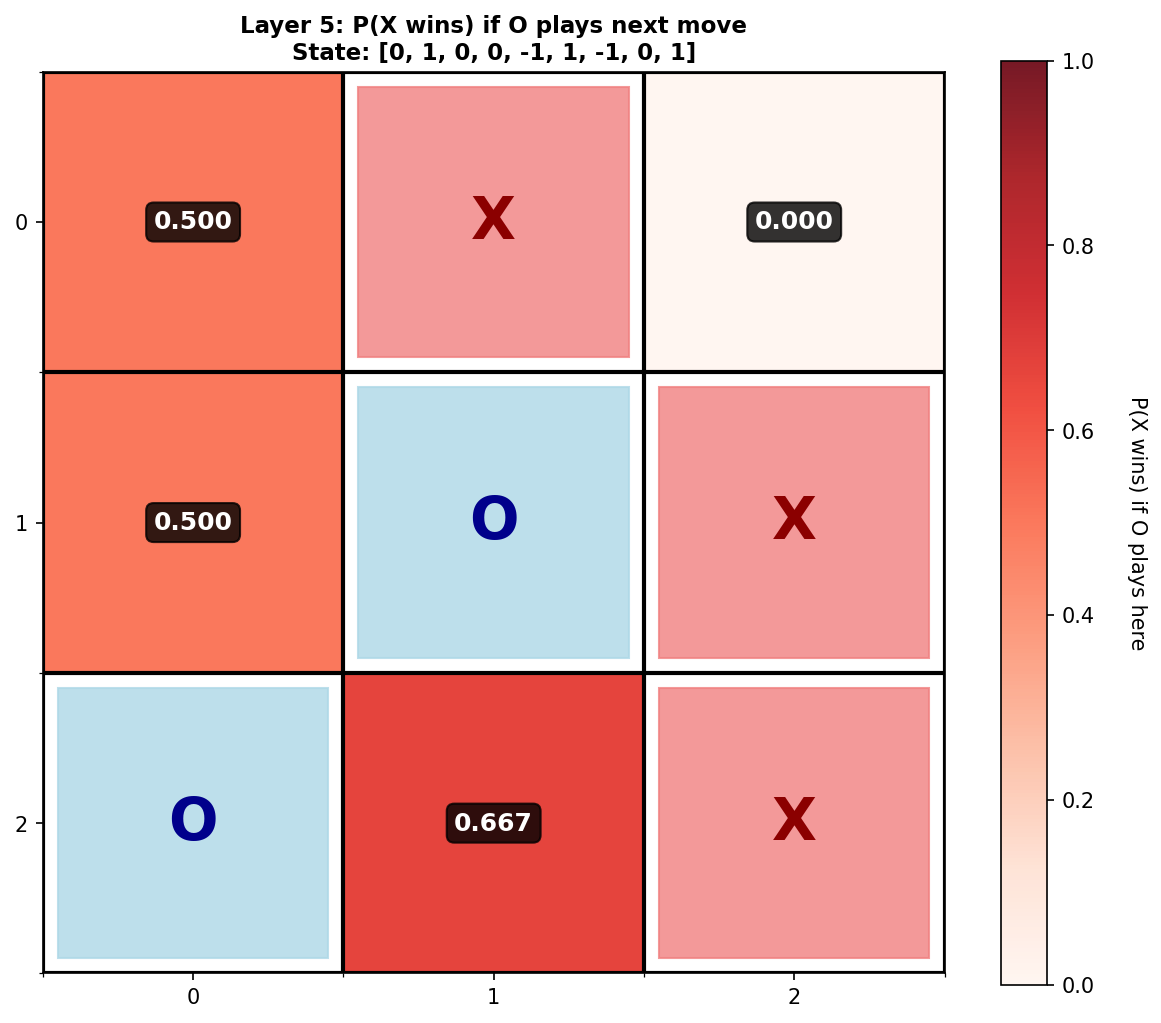 Layer 5: P(X wins) if O plays next move
State: [0, 1, 0, 0, -1, 1, -1, 0, 1]
0.500
X
0.000
0
0.500
O
X
1
O
0.667
X
2
0
1
2
1.0
0.8
0.6
0.4
0.2
0.0
P(X wins) if O plays here